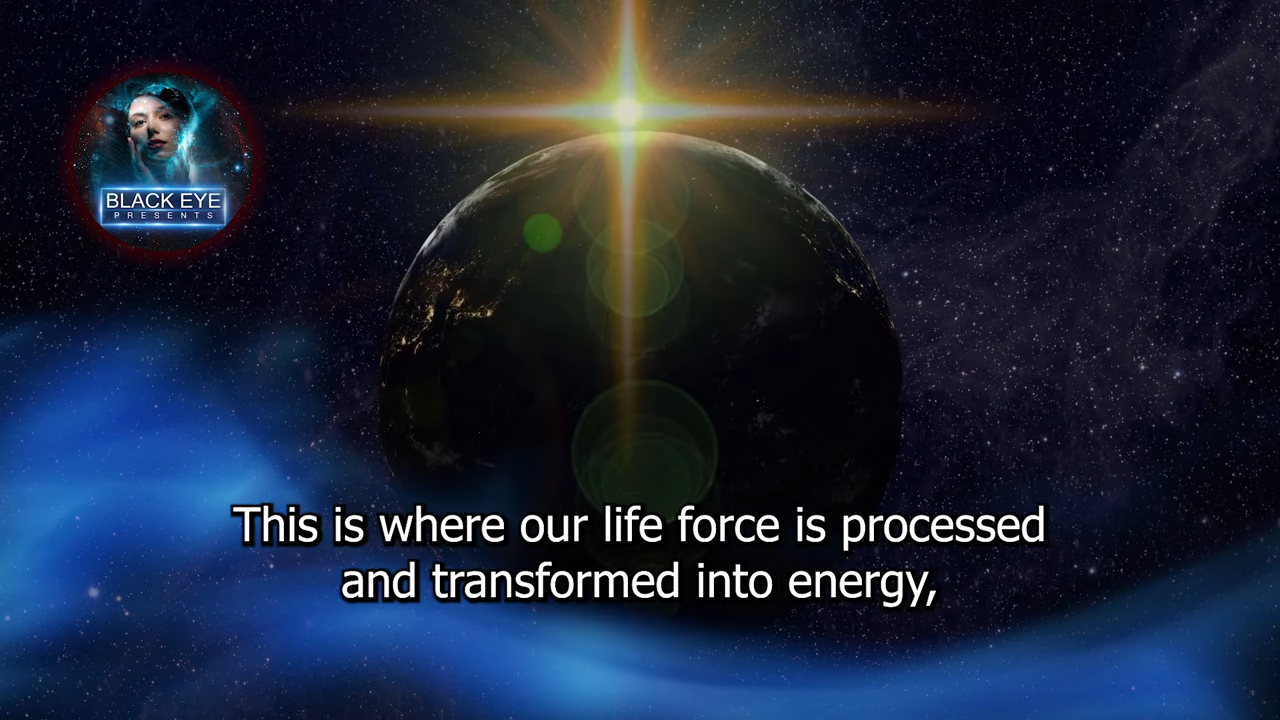 BLACK EYE
PRESENTS
This is where our life force is processed
and transformed into energy,